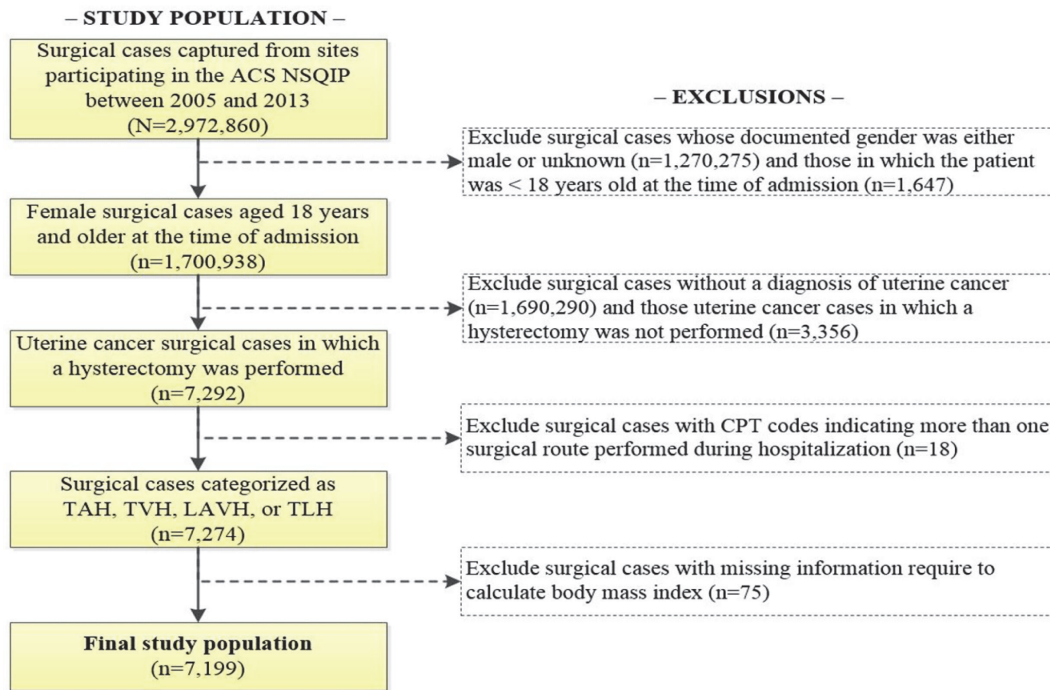 – STUDY POPULATION –
Surgical cases captured from sites
participating in the ACS NSQIP
between 2005 and 2013
(N=2,972,860)
– EXCLUSIONS –
Exclude surgical cases whose documented gender was either
male or unknown (n=1,270,275) and those in which the patient
was < 18 years old at the time of admission (n=1,647)
Female surgical cases aged 18 years
and older at the time of admission
(n=1,700,938)
Exclude surgical cases without a diagnosis of uterine cancer
(n=1,690,290) and those uterine cancer cases in which a
hysterectomy was not performed (n=3,356)
Uterine cancer surgical cases in which
a hysterectomy was performed
(n=7,292)
Exclude surgical cases with CPT codes indicating more than one
surgical route performed during hospitalization (n=18)
Surgical cases categorized as
TAH, TVH, LAVH, or TLH
(n=7,274)
Exclude surgical cases with missing information require to
calculate body mass index (n=75)
Final study population
(n=7,199)